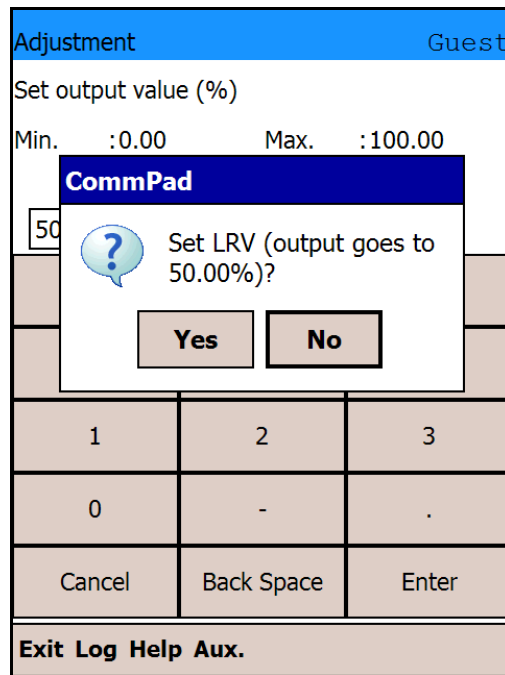 Adjustment Guest
Set output value (%)
Min. :0.00 Max. :100.00
CommPad
50
? Set LRV (output goes to
50.00%)?
Yes No
1 2 3
0 - .
Cancel Back Space Enter
Exit Log Help Aux.